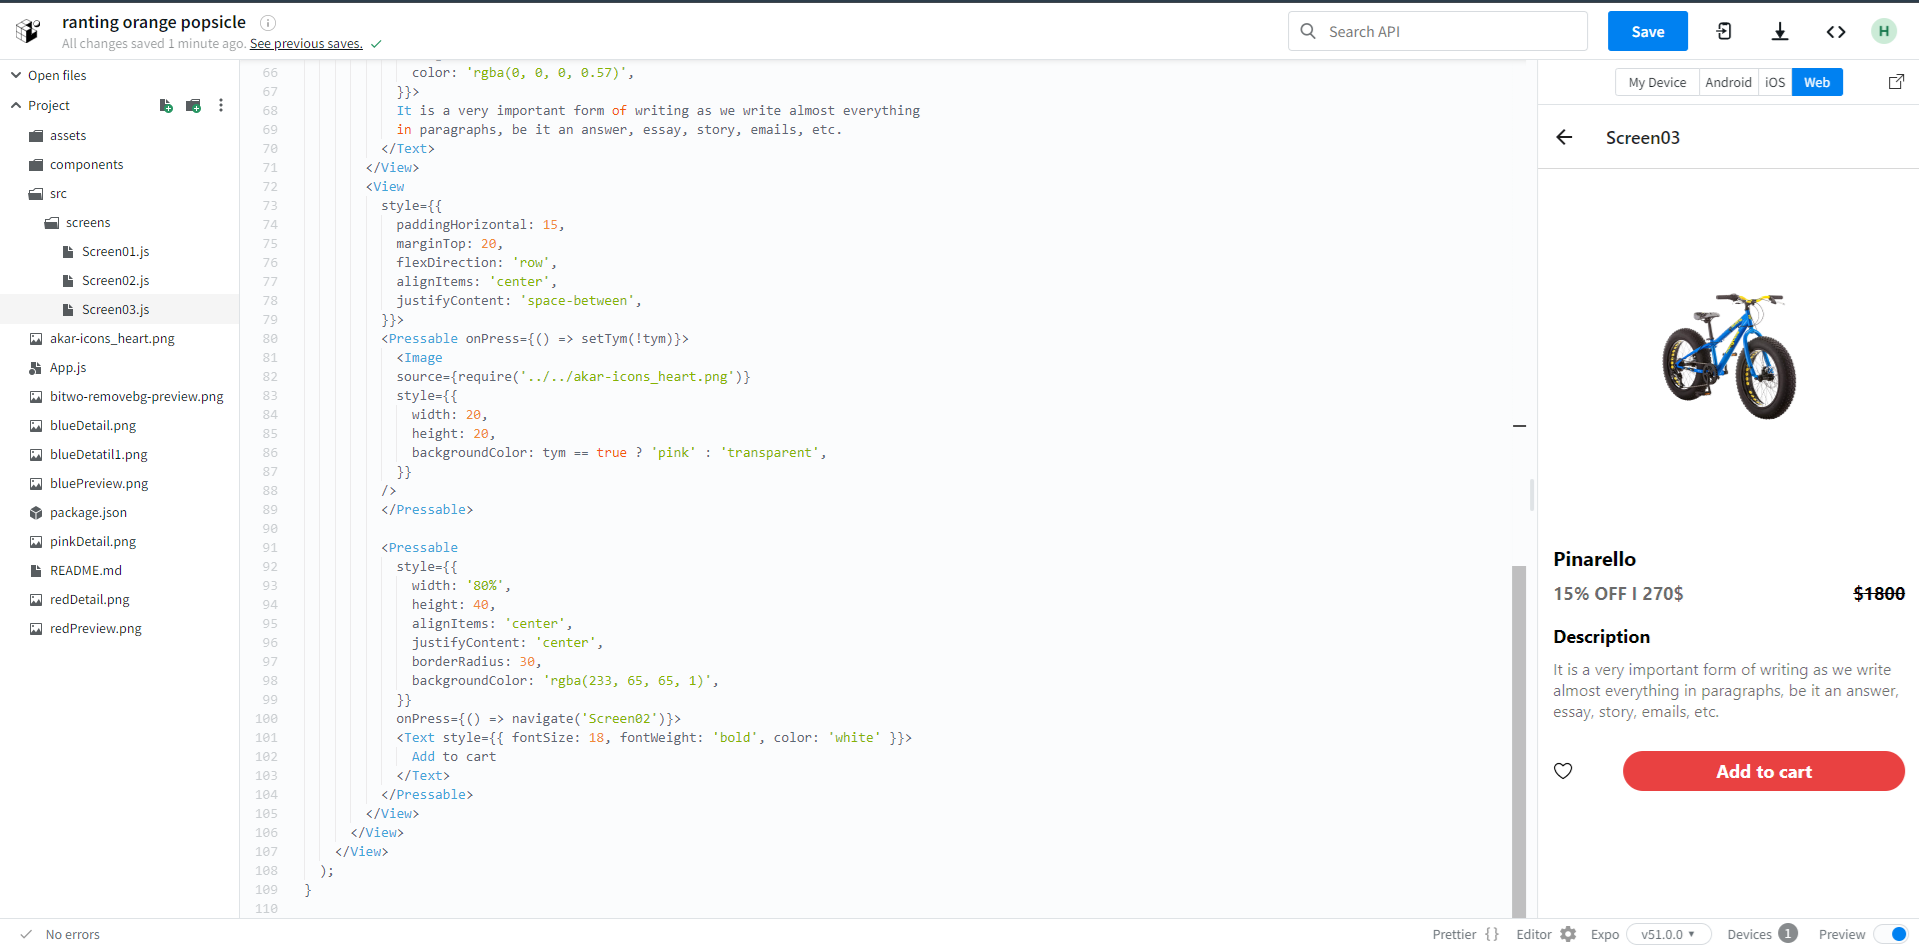 ranting orange popsicle
All changes saved 1 minute ago. See previous saves.
Search API
Save
H
Open files
Project
assets
components
src
screens
Screen01.js
Screen02.js
Screen03.js
akar-icons_heart.png
App.js
bitwo-removebg-preview.png
blueDetail.png
blueDetatil1.png
bluePreview.png
package.json
pinkDetail.png
README.md
redDetail.png
redPreview.png
66 color: 'rgba(0, 0, 0, 0.57)',
67 }}>
68 It is a very important form of writing as we write almost everything
69 in paragraphs, be it an answer, essay, story, emails, etc.
70 </Text>
71 </View>
72 <View
73 style={{
74 paddingHorizontal: 15,
75 marginTop: 20,
76 flexDirection: 'row',
77 alignItems: 'center',
78 justifyContent: 'space-between',
79 }}>
80 <Pressable onPress={() => setTym(!tym)}>
81 <Image
82 source={require('../../akar-icons_heart.png')}
83 style={{
84 width: 20,
85 height: 20,
86 backgroundColor: tym == true ? 'pink' : 'transparent',
87 }}
88 />
89 </Pressable>
90
91 <Pressable
92 style={{
93 width: '80%',
94 height: 40,
95 alignItems: 'center',
96 justifyContent: 'center',
97 borderRadius: 30,
98 backgroundColor: 'rgba(233, 65, 65, 1)',
99 }}
100 onPress={() => navigate('Screen02')}>
101 <Text style={{ fontSize: 18, fontWeight: 'bold', color: 'white' }}>
102 Add to cart
103 </Text>
104 </Pressable>
105 </View>
106 </View>
107 </View>
108 );
109 }
110
My Device Android iOS Web
Screen03
Pinarello
15% OFF I 270$ $1800
Description
It is a very important form of writing as we write
almost everything in paragraphs, be it an answer,
essay, story, emails, etc.
Add to cart
No errors
Prettier {} Editor Expo v51.0.0 Devices 1 Preview